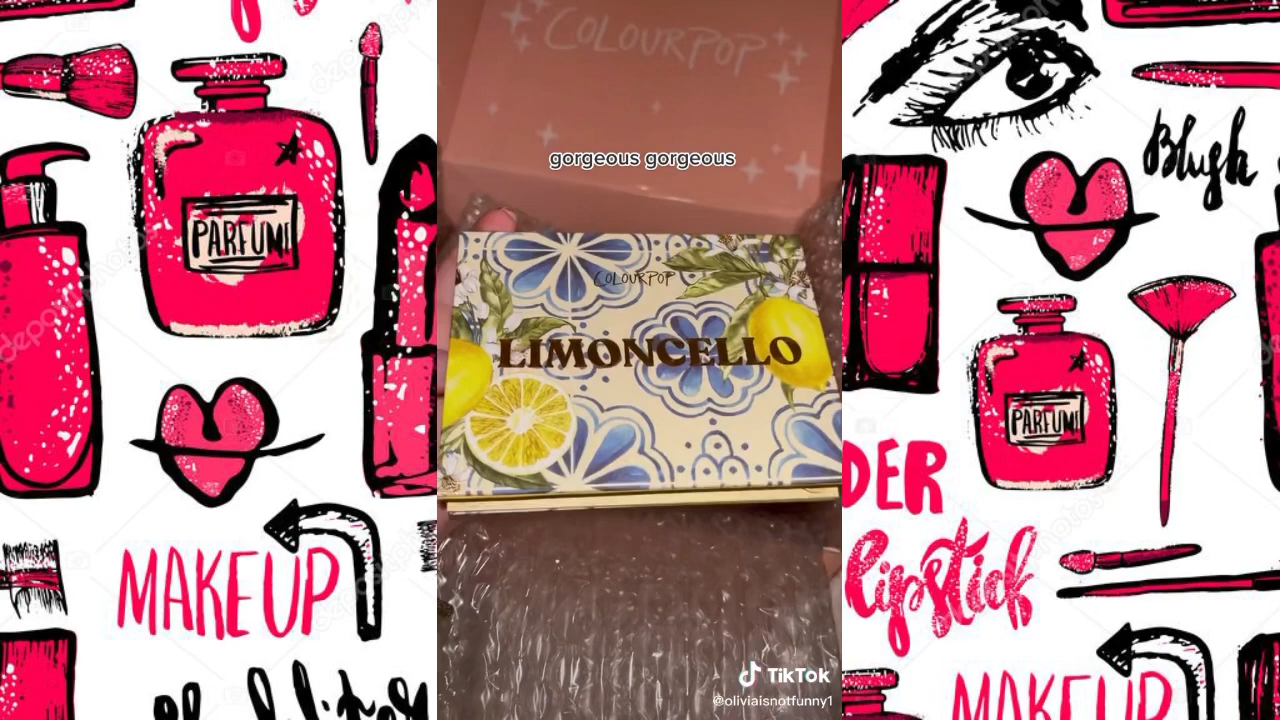 PARFUM
MAKEUP
COLOURPOP
gorgeous gorgeous
COLOURPOP
LIMONCELLO
TikTok
@oliviaisnotfunny1
Blush
PARFUM
DER
lipstick
MAKEUP